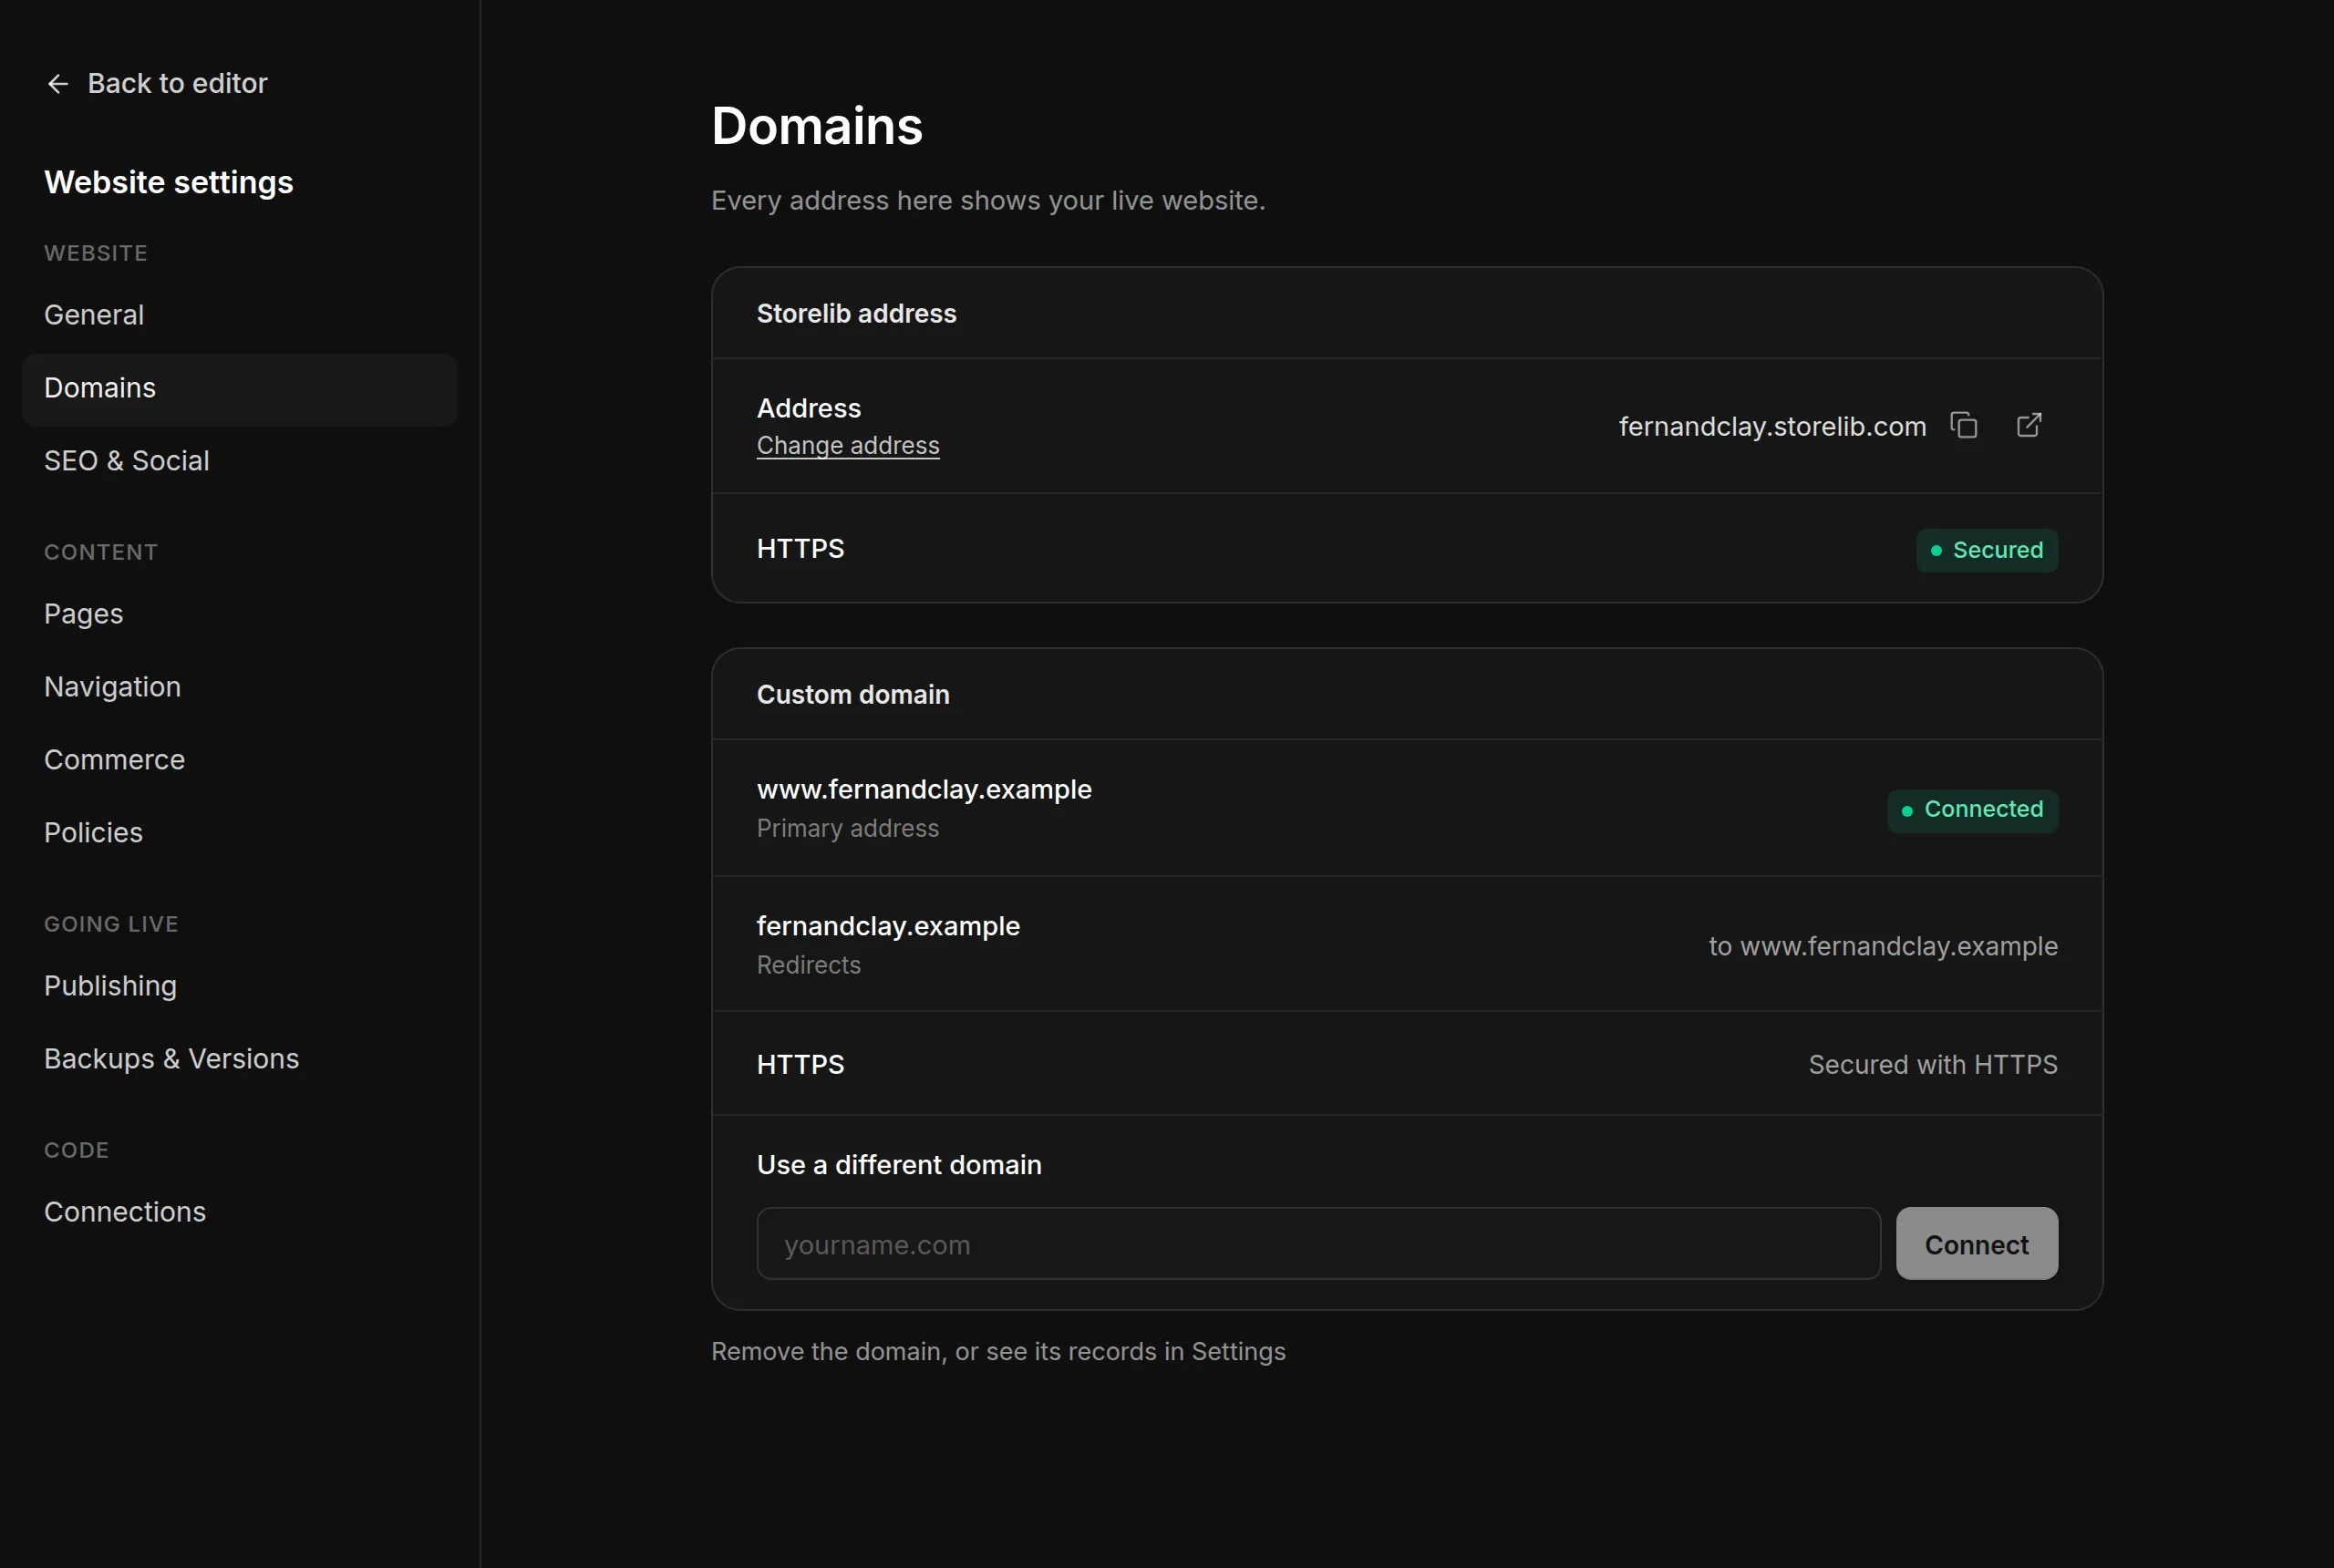 Back to editor
Website settings
WEBSITE
General
Domains
SEO & Social
CONTENT
Pages
Navigation
Commerce
Policies
GOING LIVE
Publishing
Backups & Versions
CODE
Connections
Domains
Every address here shows your live website.
Storelib address
Address
Change address
fernandclay.storelib.com
HTTPS
Secured
Custom domain
www.fernandclay.example
Primary address
Connected
fernandclay.example
Redirects
to www.fernandclay.example
HTTPS
Secured with HTTPS
Use a different domain
yourname.com
Connect
Remove the domain, or see its records in Settings